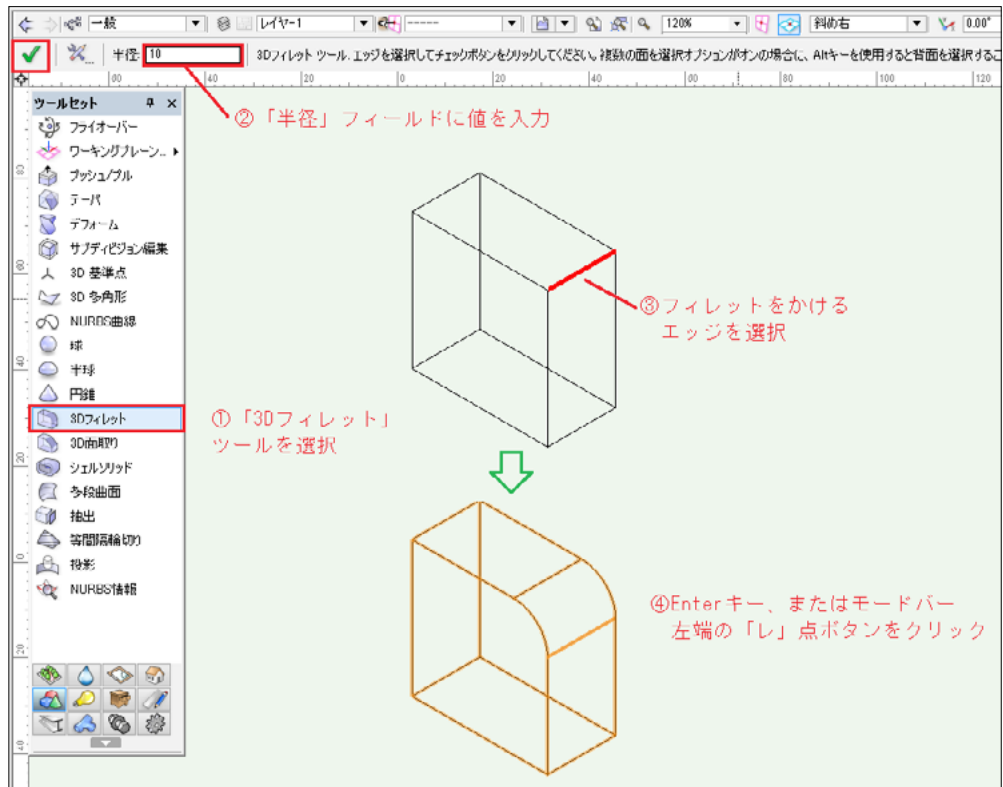 一般
レイヤ-1
120%
斜め右
0.00°
半径: 10
3Dフィレット ツール. エッジを選択してチェックボタンをクリックしてください。複数の面を選択オプションがオンの場合に、Altキーを使用すると背面を選択するこ
40
20
0
20
40
60
80
100
120
ツールセット
②「半径」フィールドに値を入力
フライオーバー
ワーキングプレーン...
プッシュ/プル
テーパ
デフォーム
サブディビジョン編集
3D 基準点
3D 多角形
NURBS曲線
球
半球
円錐
3Dフィレット
3D面取り
シェルソリッド
多段曲面
抽出
等間隔輪切り
投影
NURBS情報
③フィレットをかける
エッジを選択
①「3Dフィレット」
ツールを選択
④Enterキー、またはモードバー
左端の「レ」点ボタンをクリック